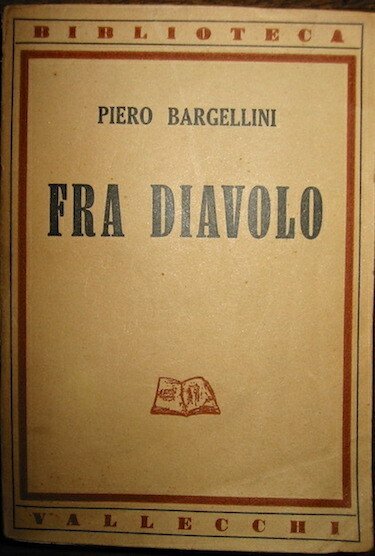 BIBLIOTECA
PIERO BARGELLINI
FRA DIAVOLO
VALLECCHI